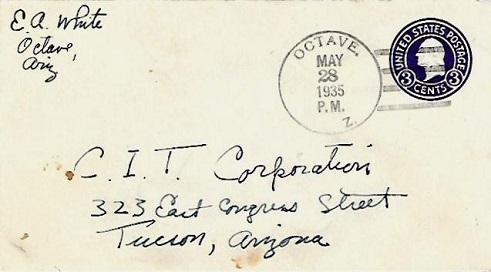 E. A. White
Octave,
Ariz
OCTAVE.
MAY
28
1935
P.M.
Z.
UNITED STATES POSTAGE
3 CENTS 3
C. I. T. Corporation
323 East Congress Street
Tucson, Arizona